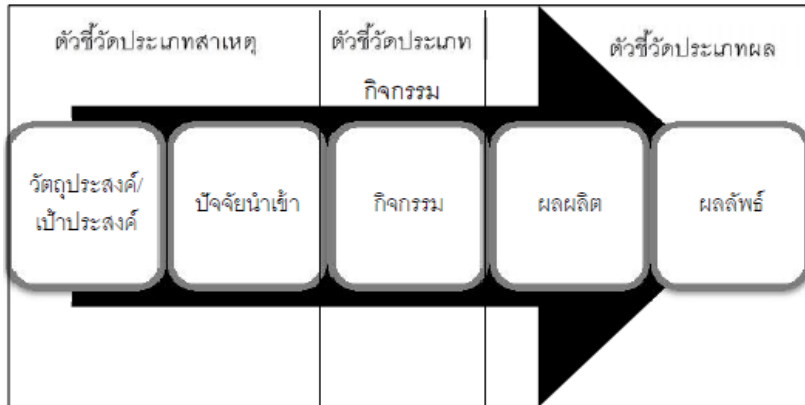 ตัวชี้วัดประเภทสาเหตุ
ตัวชี้วัดประเภท
กิจกรรม
ตัวชี้วัดประเภทผล
วัตถุประสงค์/
เป้าประสงค์
ปัจจัยนำเข้า
กิจกรรม
ผลผลิต
ผลลัพธ์